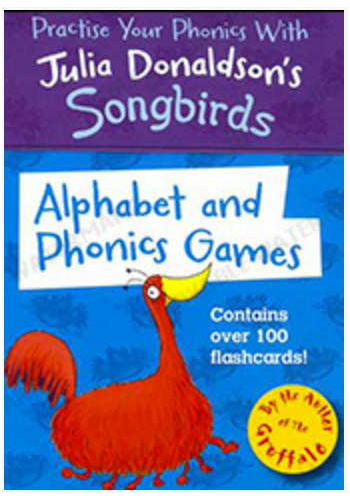 Practise Your Phonics With
Julia Donaldson's
Songbirds
Alphabet and
Phonics Games
Contains
over 100
flashcards!
By the Author
of the
Gruffalo